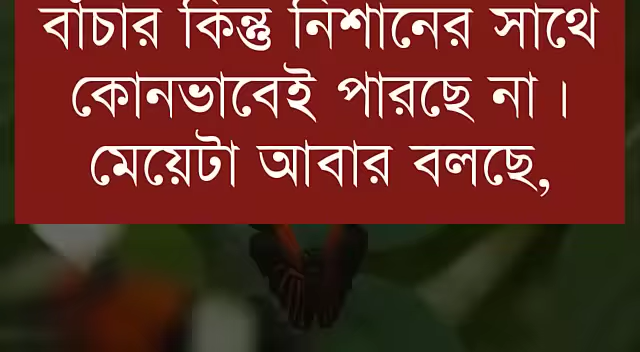 বাঁচার কিন্তু নিশানের সাথে
কোনভাবেই পারছে না।
মেয়েটা আবার বলছে,